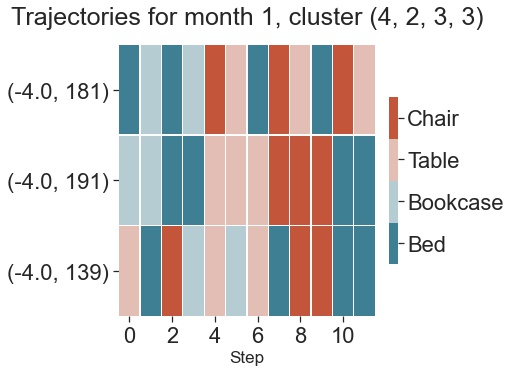 Trajectories for month 1, cluster (4, 2, 3, 3)
(-4.0, 181)
(-4.0, 191)
(-4.0, 139)
0 2 4 6 8 10
Step
Chair
Table
Bookcase
Bed